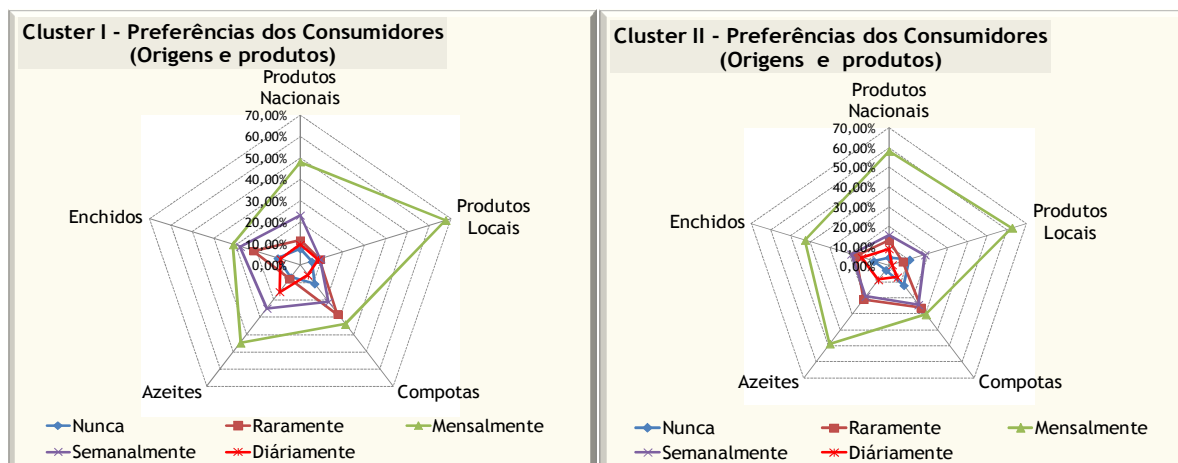 Cluster I - Preferências dos Consumidores
(Origens e produtos)
Produtos
Nacionais
70,00%
60,00%
50,00%
40,00%
30,00%
20,00%
10,00%
0,00%
Produtos
Locais
Enchidos
Azeites
Compotas
Nunca
Raramente
Mensalmente
Semanalmente
Diáriamente
Cluster II - Preferências dos Consumidores
(Origens e produtos)
Produtos
Nacionais
70,00%
60,00%
50,00%
40,00%
30,00%
20,00%
10,00%
0,00%
Produtos
Locais
Enchidos
Azeites
Compotas
Nunca
Raramente
Mensalmente
Semanalmente
Diáriamente